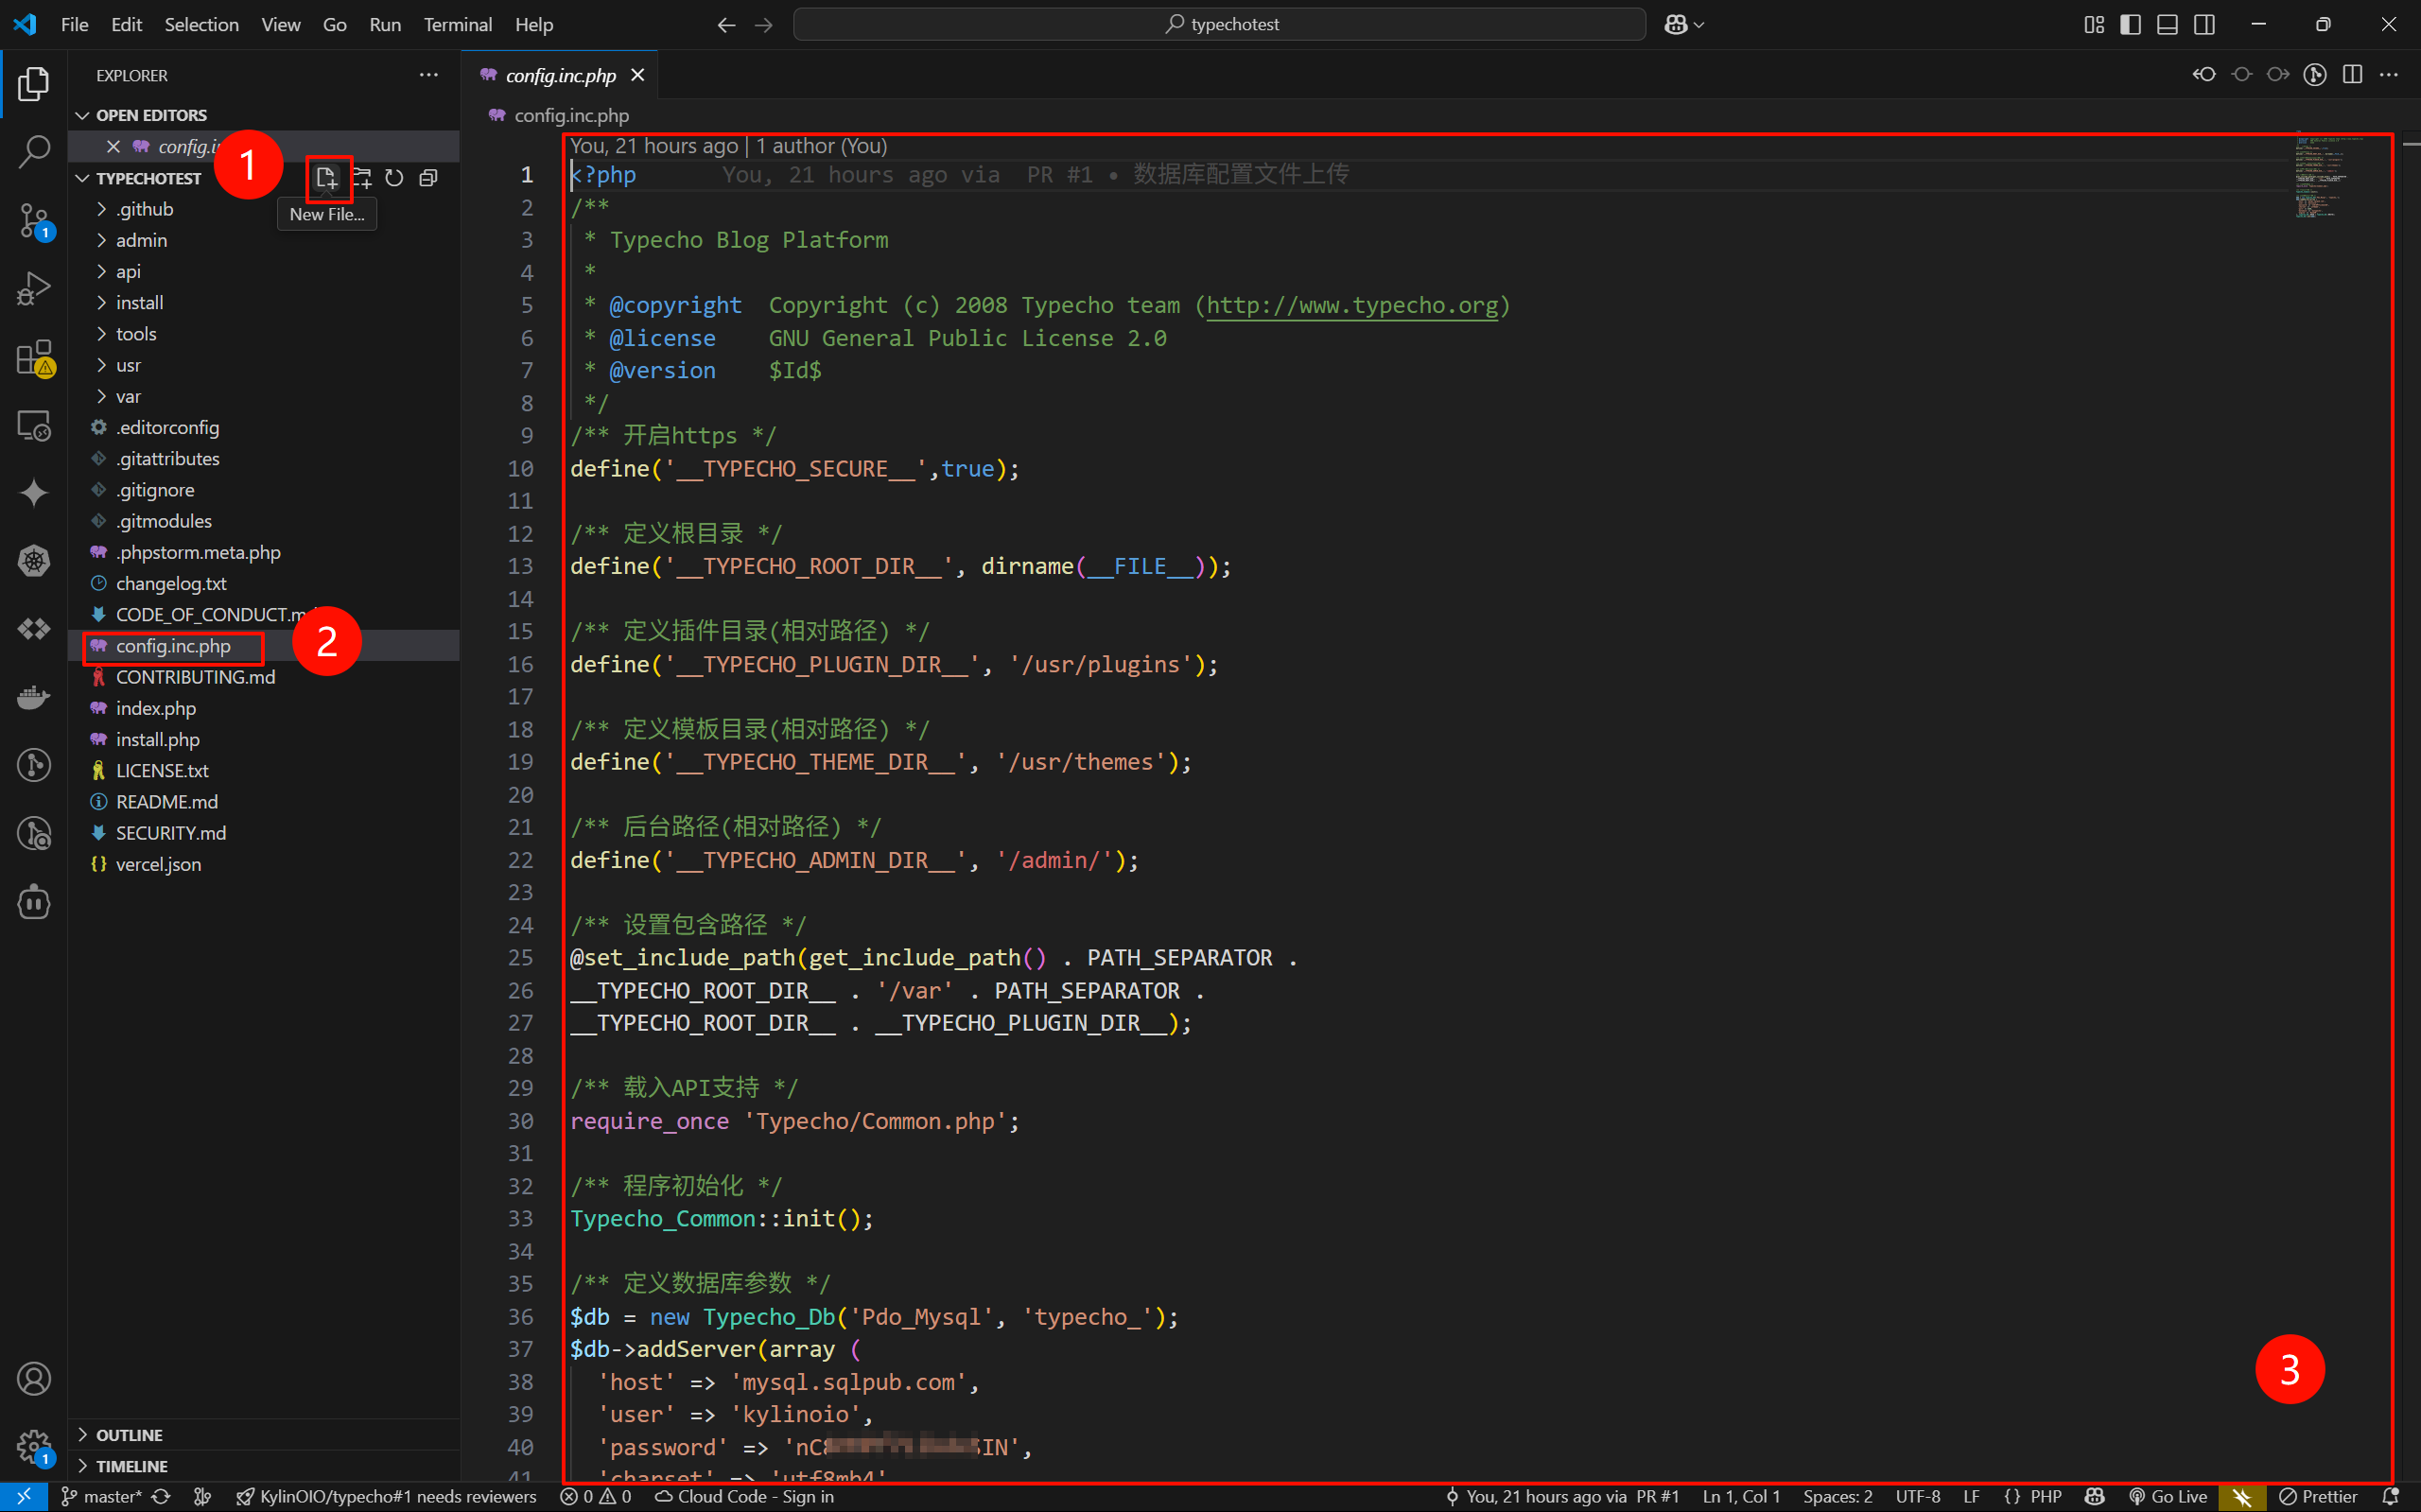 File Edit Selection View Go Run Terminal Help
typechotest
EXPLORER
OPEN EDITORS
config.i
1
TYPECHOTEST
New File...
.github
admin
api
install
tools
usr
var
.editorconfig
.gitattributes
.gitignore
.gitmodules
.phpstorm.meta.php
changelog.txt
CODE_OF_CONDUCT.m
config.inc.php
2
CONTRIBUTING.md
index.php
install.php
LICENSE.txt
README.md
SECURITY.md
vercel.json
OUTLINE
TIMELINE
config.inc.php
config.inc.php
You, 21 hours ago | 1 author (You)
1 <?php You, 21 hours ago via PR #1 • 数据库配置文件上传
2 /**
3 * Typecho Blog Platform
4 *
5 * @copyright Copyright (c) 2008 Typecho team (http://www.typecho.org)
6 * @license GNU General Public License 2.0
7 * @version $Id$
8 */
9 /** 开启https */
10 define('__TYPECHO_SECURE__',true);
11
12 /** 定义根目录 */
13 define('__TYPECHO_ROOT_DIR__', dirname(__FILE__));
14
15 /** 定义插件目录(相对路径) */
16 define('__TYPECHO_PLUGIN_DIR__', '/usr/plugins');
17
18 /** 定义模板目录(相对路径) */
19 define('__TYPECHO_THEME_DIR__', '/usr/themes');
20
21 /** 后台路径(相对路径) */
22 define('__TYPECHO_ADMIN_DIR__', '/admin/');
23
24 /** 设置包含路径 */
25 @set_include_path(get_include_path() . PATH_SEPARATOR .
26 __TYPECHO_ROOT_DIR__ . '/var' . PATH_SEPARATOR .
27 __TYPECHO_ROOT_DIR__ . __TYPECHO_PLUGIN_DIR__);
28
29 /** 载入API支持 */
30 require_once 'Typecho/Common.php';
31
32 /** 程序初始化 */
33 Typecho_Common::init();
34
35 /** 定义数据库参数 */
36 $db = new Typecho_Db('Pdo_Mysql', 'typecho_');
37 $db->addServer(array (
38 'host' => 'mysql.sqlpub.com',
39 'user' => 'kylinoio',
40 'password' => 'nC IN',
41 'charset' => 'utf8mb4'
3
1
1
master* KylinOIO/typecho#1 needs reviewers 0 0 Cloud Code - Sign in You, 21 hours ago via PR #1 Ln 1, Col 1 Spaces: 2 UTF-8 LF {} PHP Go Live Prettier